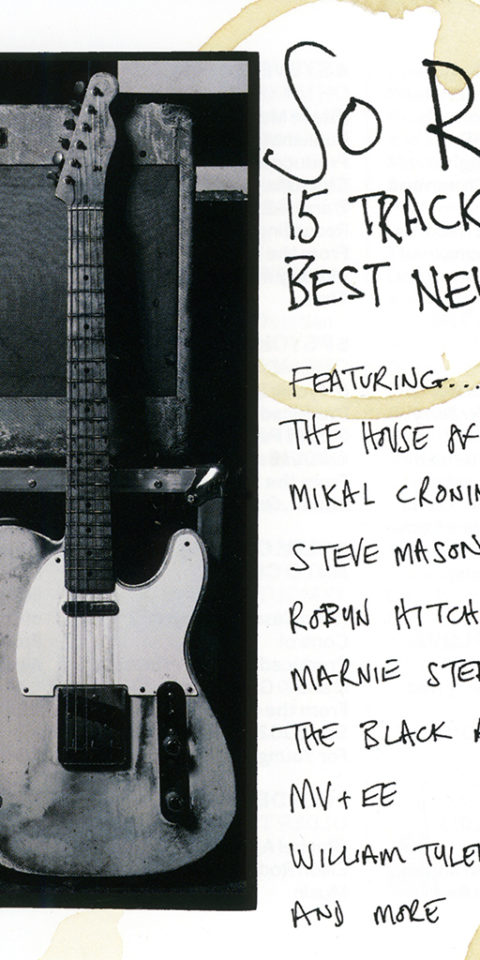 SO R
15 TRACK
BEST NEW
FEATURING...
THE HOUSE OF
MIKAL CRONIN
STEVE MASON
ROBYN HITCH
MARNIE STE
THE BLACK A
MV + EE
WILLIAM TYLE
AND MORE